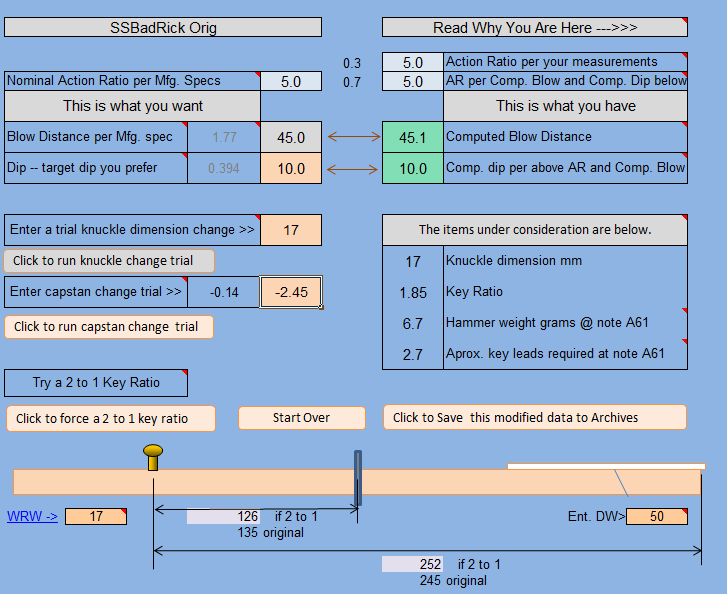 SSBadRick Orig
Read Why You Are Here --->>>
0.3 5.0 Action Ratio per your measurements
Nominal Action Ratio per Mfg. Specs 5.0 0.7 5.0 AR per Comp. Blow and Comp. Dip below
This is what you want This is what you have
Blow Distance per Mfg. spec 1.77 45.0 45.1 Computed Blow Distance
Dip -- target dip you prefer 0.394 10.0 10.0 Comp. dip per above AR and Comp. Blow
Enter a trial knuckle dimension change >> 17
Click to run knuckle change trial
Enter capstan change trial >> -0.14 -2.45
Click to run capstan change trial
The items under consideration are below.
17 Knuckle dimension mm
1.85 Key Ratio
6.7 Hammer weight grams @ note A61
2.7 Aprox. key leads required at note A61
Try a 2 to 1 Key Ratio
Click to force a 2 to 1 key ratio
Start Over
Click to Save this modified data to Archives
WRW -> 17
126 if 2 to 1
135 original
Ent. DW> 50
252 if 2 to 1
245 original